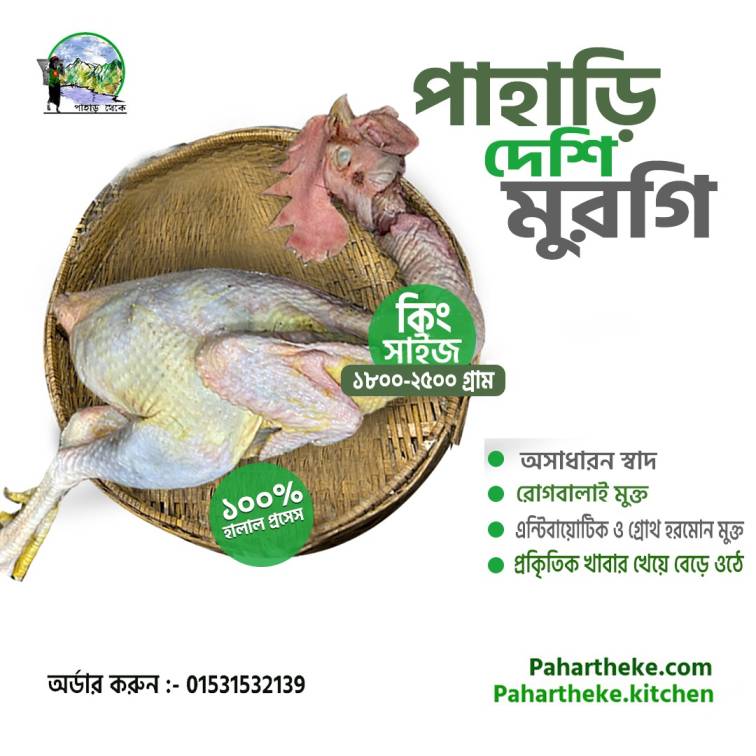 পাহাড় থেকে
পাহাড়ি
দেশি
মুরগি
কিং
সাইজ
১৮০০-২৫০০ গ্রাম
১০০%
হালাল প্রসেস
অসাধারন স্বাদ
রোগবালাই মুক্ত
এন্টিবায়োটিক ও গ্রোথ হরমোন মুক্ত
প্রকিৃতিক খাবার খেয়ে বেড়ে ওঠে
অর্ডার করুন :- 01531532139
Pahartheke.com
Pahartheke.kitchen